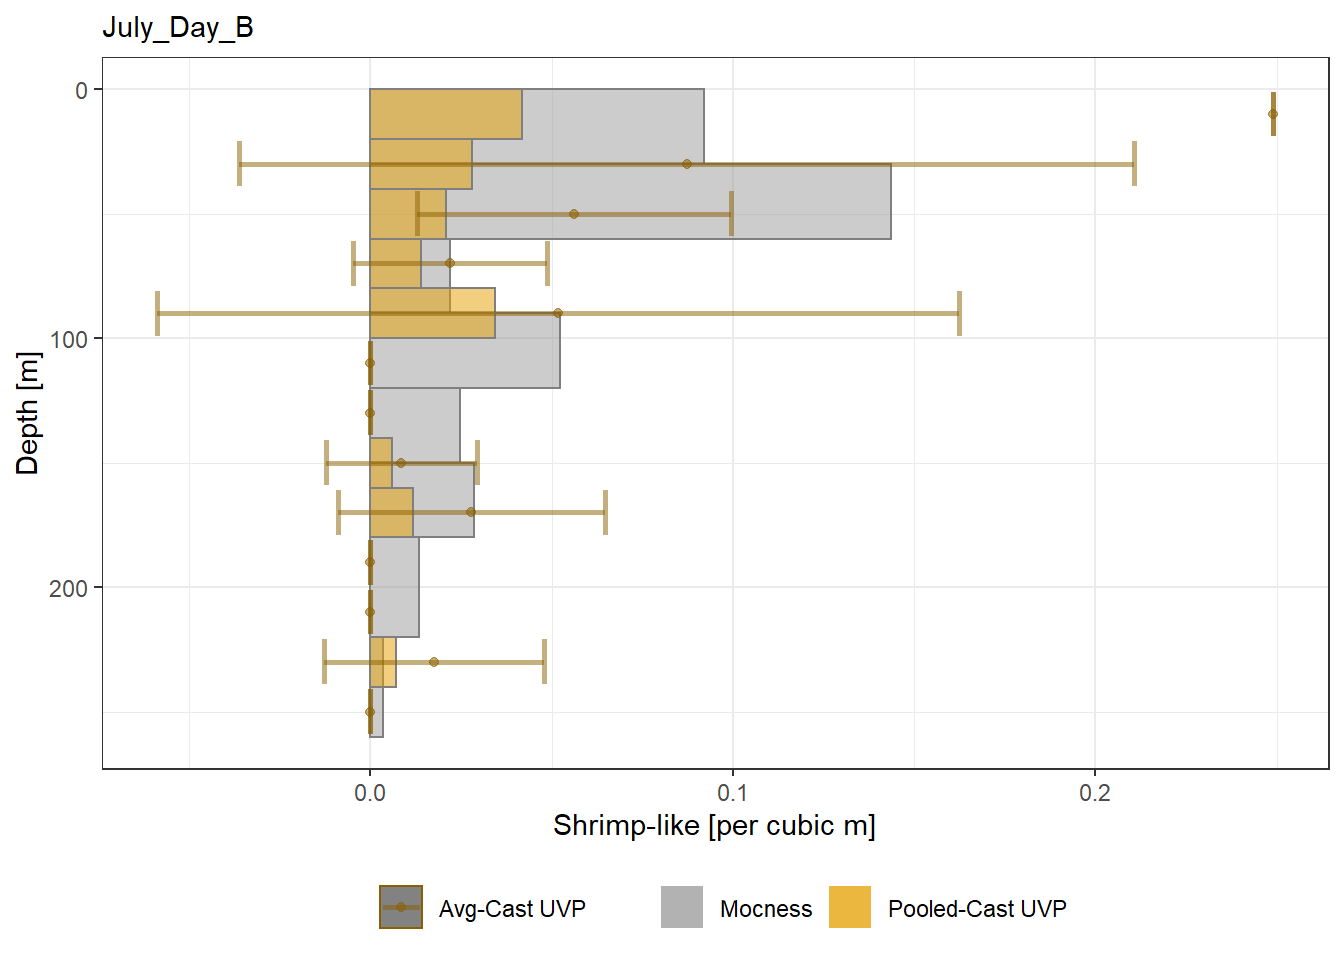 July_Day_B
0
100
200
Depth [m]
0.0 0.1 0.2
Shrimp-like [per cubic m]
Avg-Cast UVP Mocness Pooled-Cast UVP